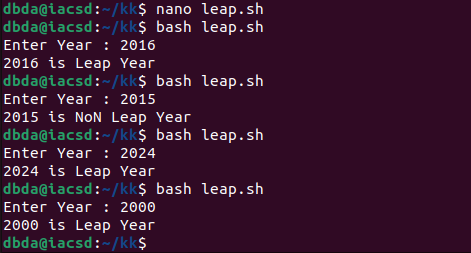 dbda@iacsd:~/kk$ nano leap.sh
dbda@iacsd:~/kk$ bash leap.sh
Enter Year : 2016
2016 is Leap Year
dbda@iacsd:~/kk$ bash leap.sh
Enter Year : 2015
2015 is NoN Leap Year
dbda@iacsd:~/kk$ bash leap.sh
Enter Year : 2024
2024 is Leap Year
dbda@iacsd:~/kk$ bash leap.sh
Enter Year : 2000
2000 is Leap Year
dbda@iacsd:~/kk$